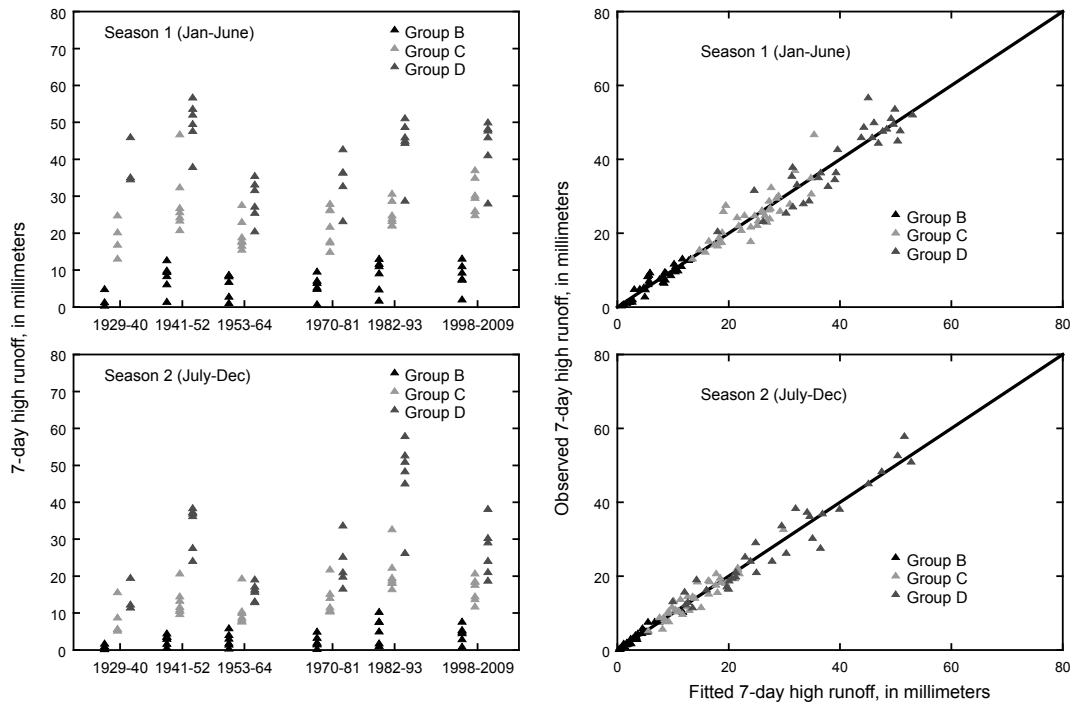 7-day high runoff, in millimeters
80
70
60
50
40
30
20
10
0
Season 1 (Jan-June)
Group B
Group C
Group D
1929-40 1941-52 1953-64 1970-81 1982-93 1998-2009
80
70
60
50
40
30
20
10
0
Season 2 (July-Dec)
Group B
Group C
Group D
1929-40 1941-52 1953-64 1970-81 1982-93 1998-2009
Observed 7-day high runoff, in millimeters
80
60
40
20
0
Season 1 (Jan-June)
Group B
Group C
Group D
0 20 40 60 80
80
60
40
20
0
Season 2 (July-Dec)
Group B
Group C
Group D
0 20 40 60 80
Fitted 7-day high runoff, in millimeters